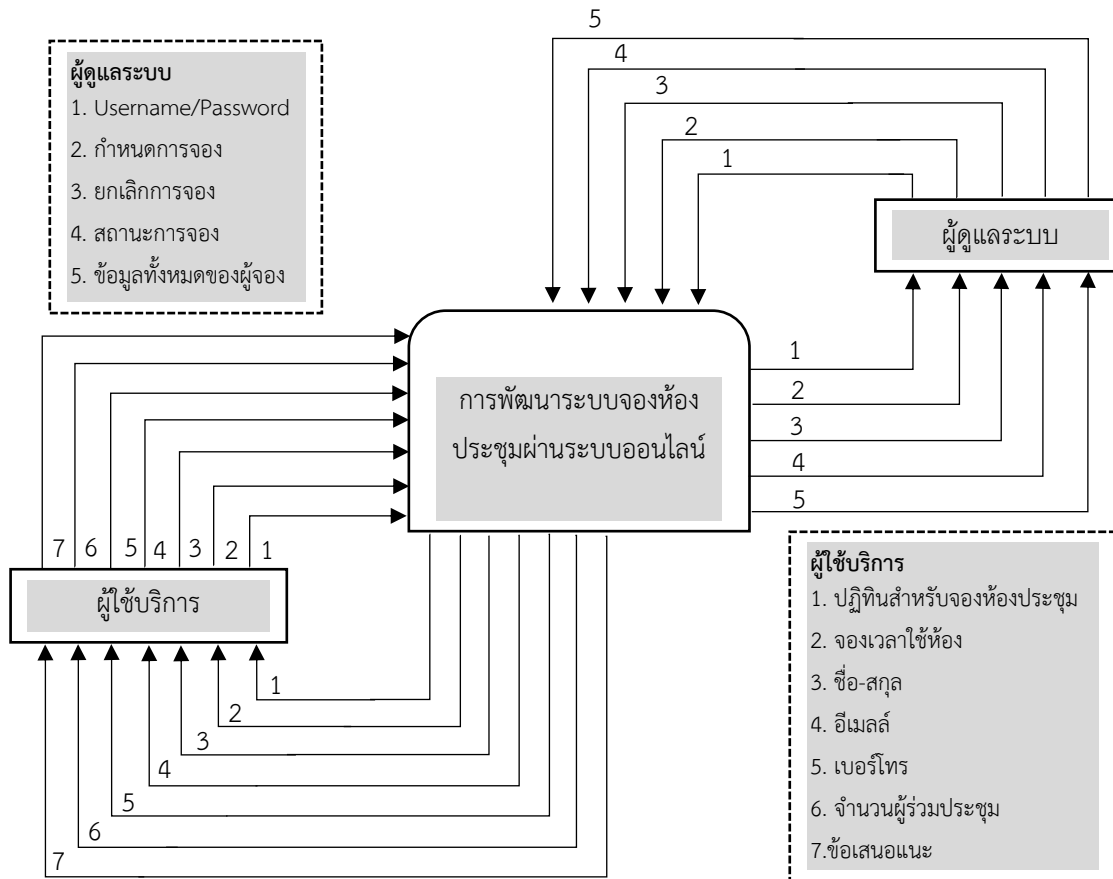 5
4
3
2
1
ผู้ดูแลระบบ
1. Username/Password
2. กำหนดการจอง
3. ยกเลิกการจอง
4. สถานะการจอง
5. ข้อมูลทั้งหมดของผู้จอง
ผู้ดูแลระบบ
การพัฒนาระบบจองห้อง
ประชุมผ่านระบบออนไลน์
1
2
3
4
5
7 6 5 4 3 2 1
ผู้ใช้บริการ
1
2
3
4
5
6
7
ผู้ใช้บริการ
1. ปฏิทินสำหรับจองห้องประชุม
2. จองเวลาใช้ห้อง
3. ชื่อ-สกุล
4. อีเมลล์
5. เบอร์โทร
6. จำนวนผู้ร่วมประชุม
7.ข้อเสนอแนะ